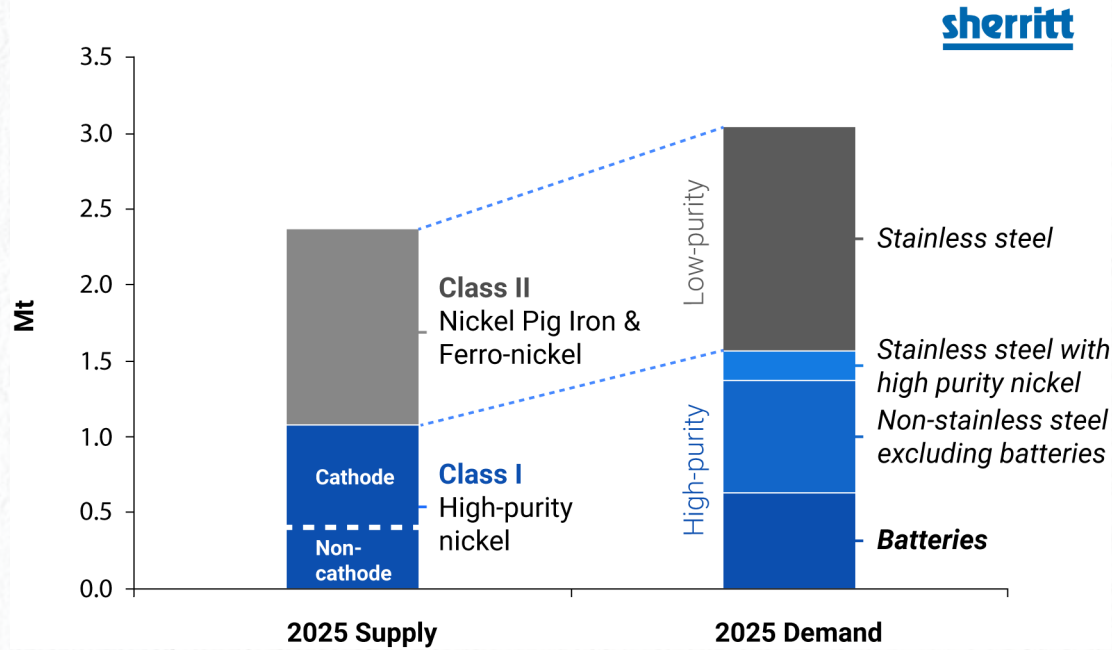 sherritt
3.5
3.0
2.5
2.0
1.5
1.0
0.5
0.0
Mt
Class II
Nickel Pig Iron &
Ferro-nickel
Cathode
Class I
High-purity
nickel
Non-
cathode
Low-purity
High-purity
Stainless steel
Stainless steel with
high purity nickel
Non-stainless steel
excluding batteries
Batteries
2025 Supply
2025 Demand